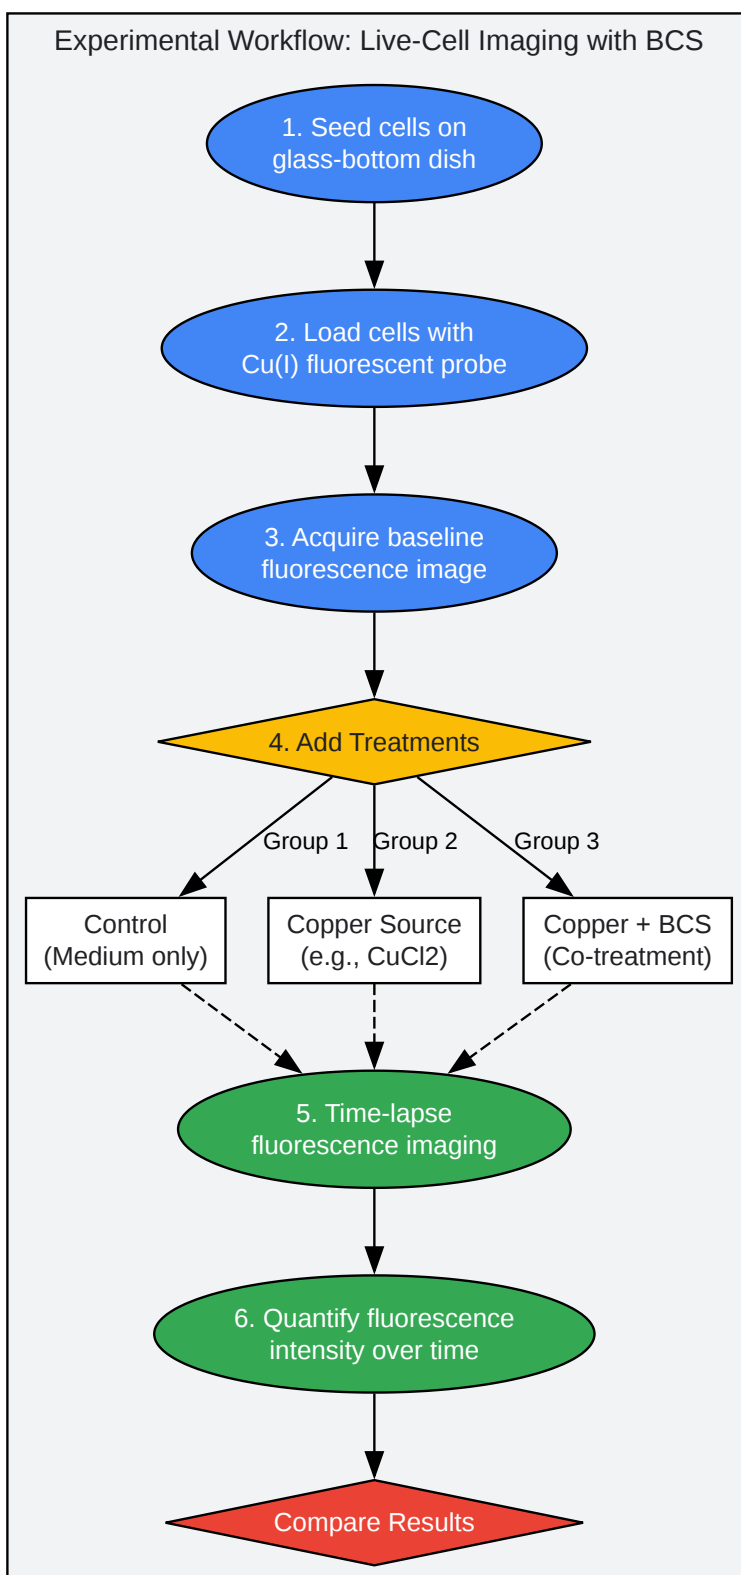 Experimental Workflow: Live-Cell Imaging with BCS
1. Seed cells on
glass-bottom dish
2. Load cells with
Cu(I) fluorescent probe
3. Acquire baseline
fluorescence image
4. Add Treatments
Group 1
Group 2
Group 3
Control
(Medium only)
Copper Source
(e.g., CuCl2)
Copper + BCS
(Co-treatment)
5. Time-lapse
fluorescence imaging
6. Quantify fluorescence
intensity over time
Compare Results